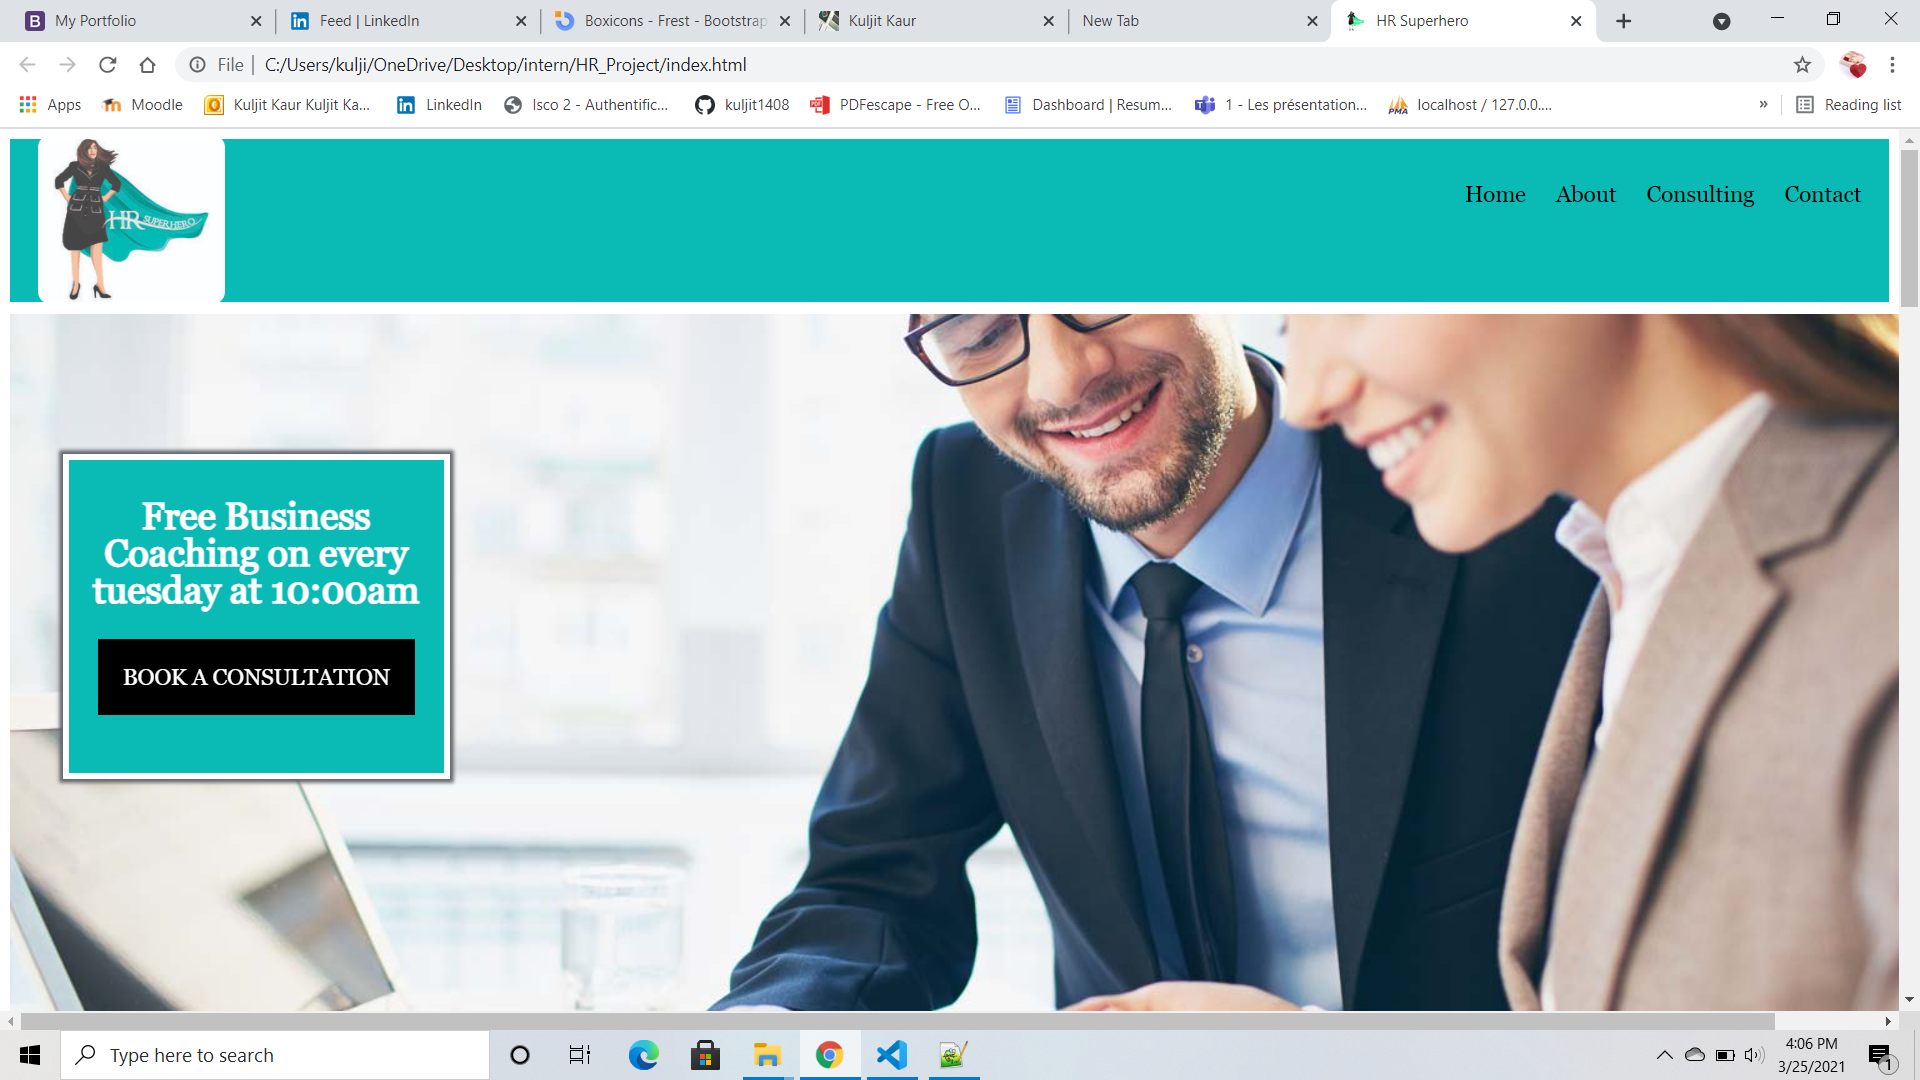 My Portfolio
Feed | LinkedIn
Boxicons - Frest - Bootstrap
Kuljit Kaur
New Tab
HR Superhero
File | C:/Users/kulji/OneDrive/Desktop/intern/HR_Project/index.html
Apps
Moodle
Kuljit Kaur Kuljit Ka...
LinkedIn
Isco 2 - Authentific...
kuljit1408
PDFescape - Free O...
Dashboard | Resum...
1 - Les présentation...
localhost / 127.0.0....
»
Reading list
HR SUPERHERO
Home
About
Consulting
Contact
Free Business
Coaching on every
tuesday at 10:00am
BOOK A CONSULTATION
Type here to search
4:06 PM
3/25/2021
1